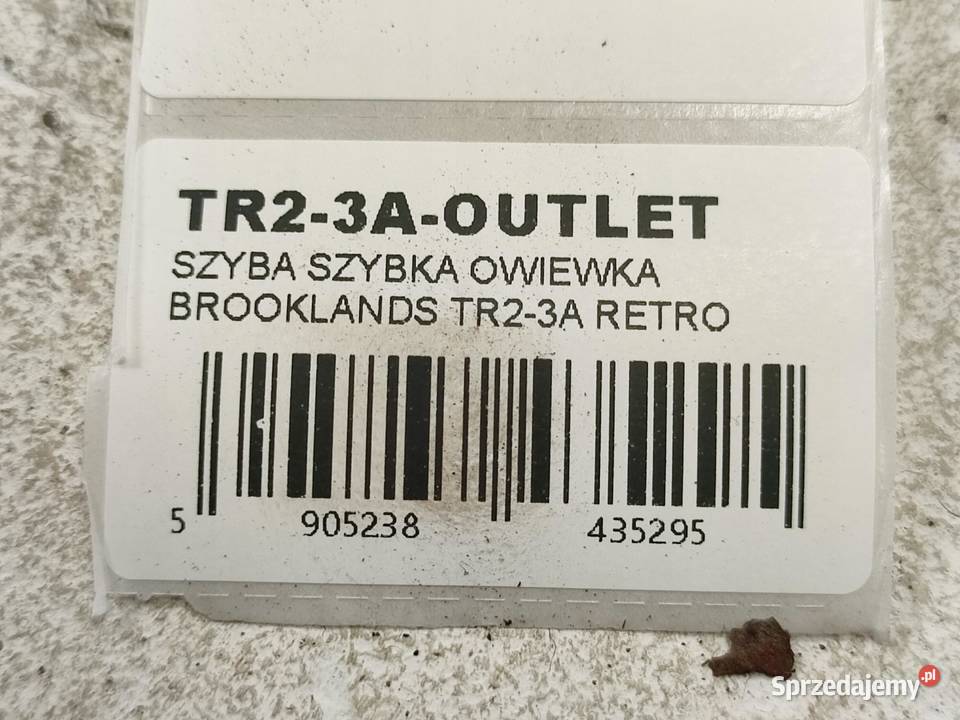 TR2-3A-OUTLET
SZYBA SZYBKA OWIEWKA
BROOKLANDS TR2-3A RETRO
5 905238 435295
Sprzedajemy.pl